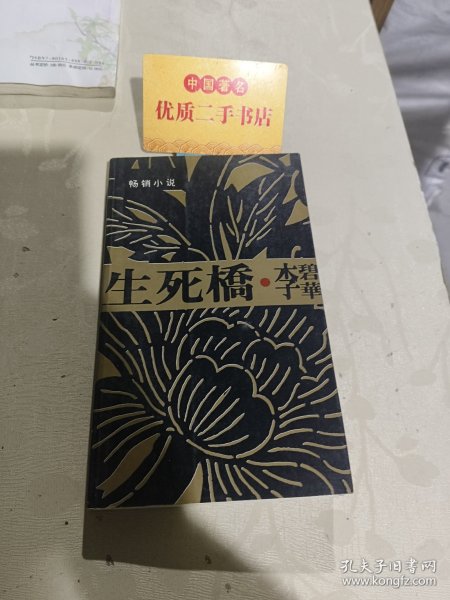 中国著名
优质二手书店
畅销小说
生死橋·李碧華
孔夫子旧书网
www.kongfz.com